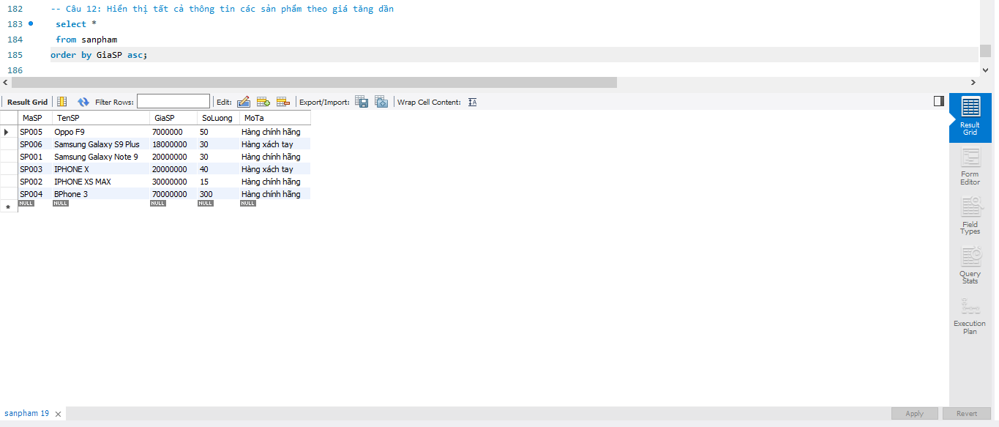 182 -- Câu 12: Hiển thị tất cả thông tin các sản phẩm theo giá tăng dần
183 select *
184 from sanpham
185 order by GiaSP asc;
186
Result Grid Filter Rows: Edit: Export/Import: Wrap Cell Content:
MaSP TenSP GiaSP SoLuong MoTa
SP005 Oppo F9 7000000 50 Hàng chính hãng
SP006 Samsung Galaxy S9 Plus 18000000 30 Hàng xách tay
SP001 Samsung Galaxy Note 9 20000000 30 Hàng chính hãng
SP003 IPHONE X 20000000 40 Hàng xách tay
SP002 IPHONE XS MAX 30000000 15 Hàng chính hãng
SP004 BPhone 3 70000000 300 Hàng chính hãng
NULL NULL NULL NULL NULL
Result
Grid
Form
Editor
Field
Types
Query
Stats
Execution
Plan
sanpham 19
Apply Revert